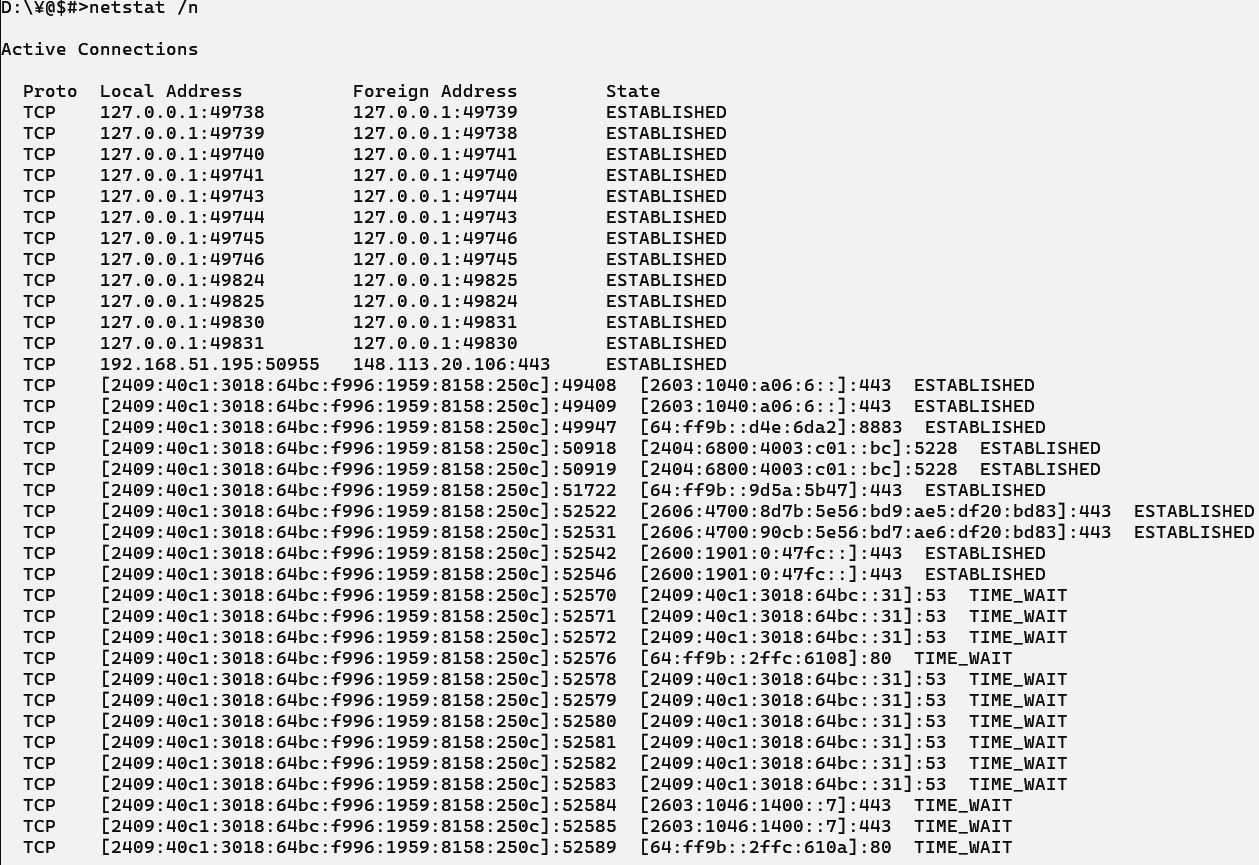 D:\¥@$#>netstat /n
Active Connections
Proto  Local Address          Foreign Address        State
TCP    127.0.0.1:49738        127.0.0.1:49739        ESTABLISHED
TCP    127.0.0.1:49739        127.0.0.1:49738        ESTABLISHED
TCP    127.0.0.1:49740        127.0.0.1:49741        ESTABLISHED
TCP    127.0.0.1:49741        127.0.0.1:49740        ESTABLISHED
TCP    127.0.0.1:49743        127.0.0.1:49744        ESTABLISHED
TCP    127.0.0.1:49744        127.0.0.1:49743        ESTABLISHED
TCP    127.0.0.1:49745        127.0.0.1:49746        ESTABLISHED
TCP    127.0.0.1:49746        127.0.0.1:49745        ESTABLISHED
TCP    127.0.0.1:49824        127.0.0.1:49825        ESTABLISHED
TCP    127.0.0.1:49825        127.0.0.1:49824        ESTABLISHED
TCP    127.0.0.1:49830        127.0.0.1:49831        ESTABLISHED
TCP    127.0.0.1:49831        127.0.0.1:49830        ESTABLISHED
TCP    192.168.51.195:50955   148.113.20.106:443     ESTABLISHED
TCP    [2409:40c1:3018:64bc:f996:1959:8158:250c]:49408  [2603:1040:a06:6::]:443  ESTABLISHED
TCP    [2409:40c1:3018:64bc:f996:1959:8158:250c]:49409  [2603:1040:a06:6::]:443  ESTABLISHED
TCP    [2409:40c1:3018:64bc:f996:1959:8158:250c]:49947  [64:ff9b::d4e:6da2]:8883  ESTABLISHED
TCP    [2409:40c1:3018:64bc:f996:1959:8158:250c]:50918  [2404:6800:4003:c01::bc]:5228  ESTABLISHED
TCP    [2409:40c1:3018:64bc:f996:1959:8158:250c]:50919  [2404:6800:4003:c01::bc]:5228  ESTABLISHED
TCP    [2409:40c1:3018:64bc:f996:1959:8158:250c]:51722  [64:ff9b::9d5a:5b47]:443  ESTABLISHED
TCP    [2409:40c1:3018:64bc:f996:1959:8158:250c]:52522  [2606:4700:8d7b:5e56:bd9:ae5:df20:bd83]:443  ESTABLISHED
TCP    [2409:40c1:3018:64bc:f996:1959:8158:250c]:52531  [2606:4700:90cb:5e56:bd7:ae6:df20:bd83]:443  ESTABLISHED
TCP    [2409:40c1:3018:64bc:f996:1959:8158:250c]:52542  [2600:1901:0:47fc::]:443  ESTABLISHED
TCP    [2409:40c1:3018:64bc:f996:1959:8158:250c]:52546  [2600:1901:0:47fc::]:443  ESTABLISHED
TCP    [2409:40c1:3018:64bc:f996:1959:8158:250c]:52570  [2409:40c1:3018:64bc::31]:53  TIME_WAIT
TCP    [2409:40c1:3018:64bc:f996:1959:8158:250c]:52571  [2409:40c1:3018:64bc::31]:53  TIME_WAIT
TCP    [2409:40c1:3018:64bc:f996:1959:8158:250c]:52572  [2409:40c1:3018:64bc::31]:53  TIME_WAIT
TCP    [2409:40c1:3018:64bc:f996:1959:8158:250c]:52576  [64:ff9b::2ffc:6108]:80  TIME_WAIT
TCP    [2409:40c1:3018:64bc:f996:1959:8158:250c]:52578  [2409:40c1:3018:64bc::31]:53  TIME_WAIT
TCP    [2409:40c1:3018:64bc:f996:1959:8158:250c]:52579  [2409:40c1:3018:64bc::31]:53  TIME_WAIT
TCP    [2409:40c1:3018:64bc:f996:1959:8158:250c]:52580  [2409:40c1:3018:64bc::31]:53  TIME_WAIT
TCP    [2409:40c1:3018:64bc:f996:1959:8158:250c]:52581  [2409:40c1:3018:64bc::31]:53  TIME_WAIT
TCP    [2409:40c1:3018:64bc:f996:1959:8158:250c]:52582  [2409:40c1:3018:64bc::31]:53  TIME_WAIT
TCP    [2409:40c1:3018:64bc:f996:1959:8158:250c]:52583  [2409:40c1:3018:64bc::31]:53  TIME_WAIT
TCP    [2409:40c1:3018:64bc:f996:1959:8158:250c]:52584  [2603:1046:1400::7]:443  TIME_WAIT
TCP    [2409:40c1:3018:64bc:f996:1959:8158:250c]:52585  [2603:1046:1400::7]:443  TIME_WAIT
TCP    [2409:40c1:3018:64bc:f996:1959:8158:250c]:52589  [64:ff9b::2ffc:610a]:80  TIME_WAIT